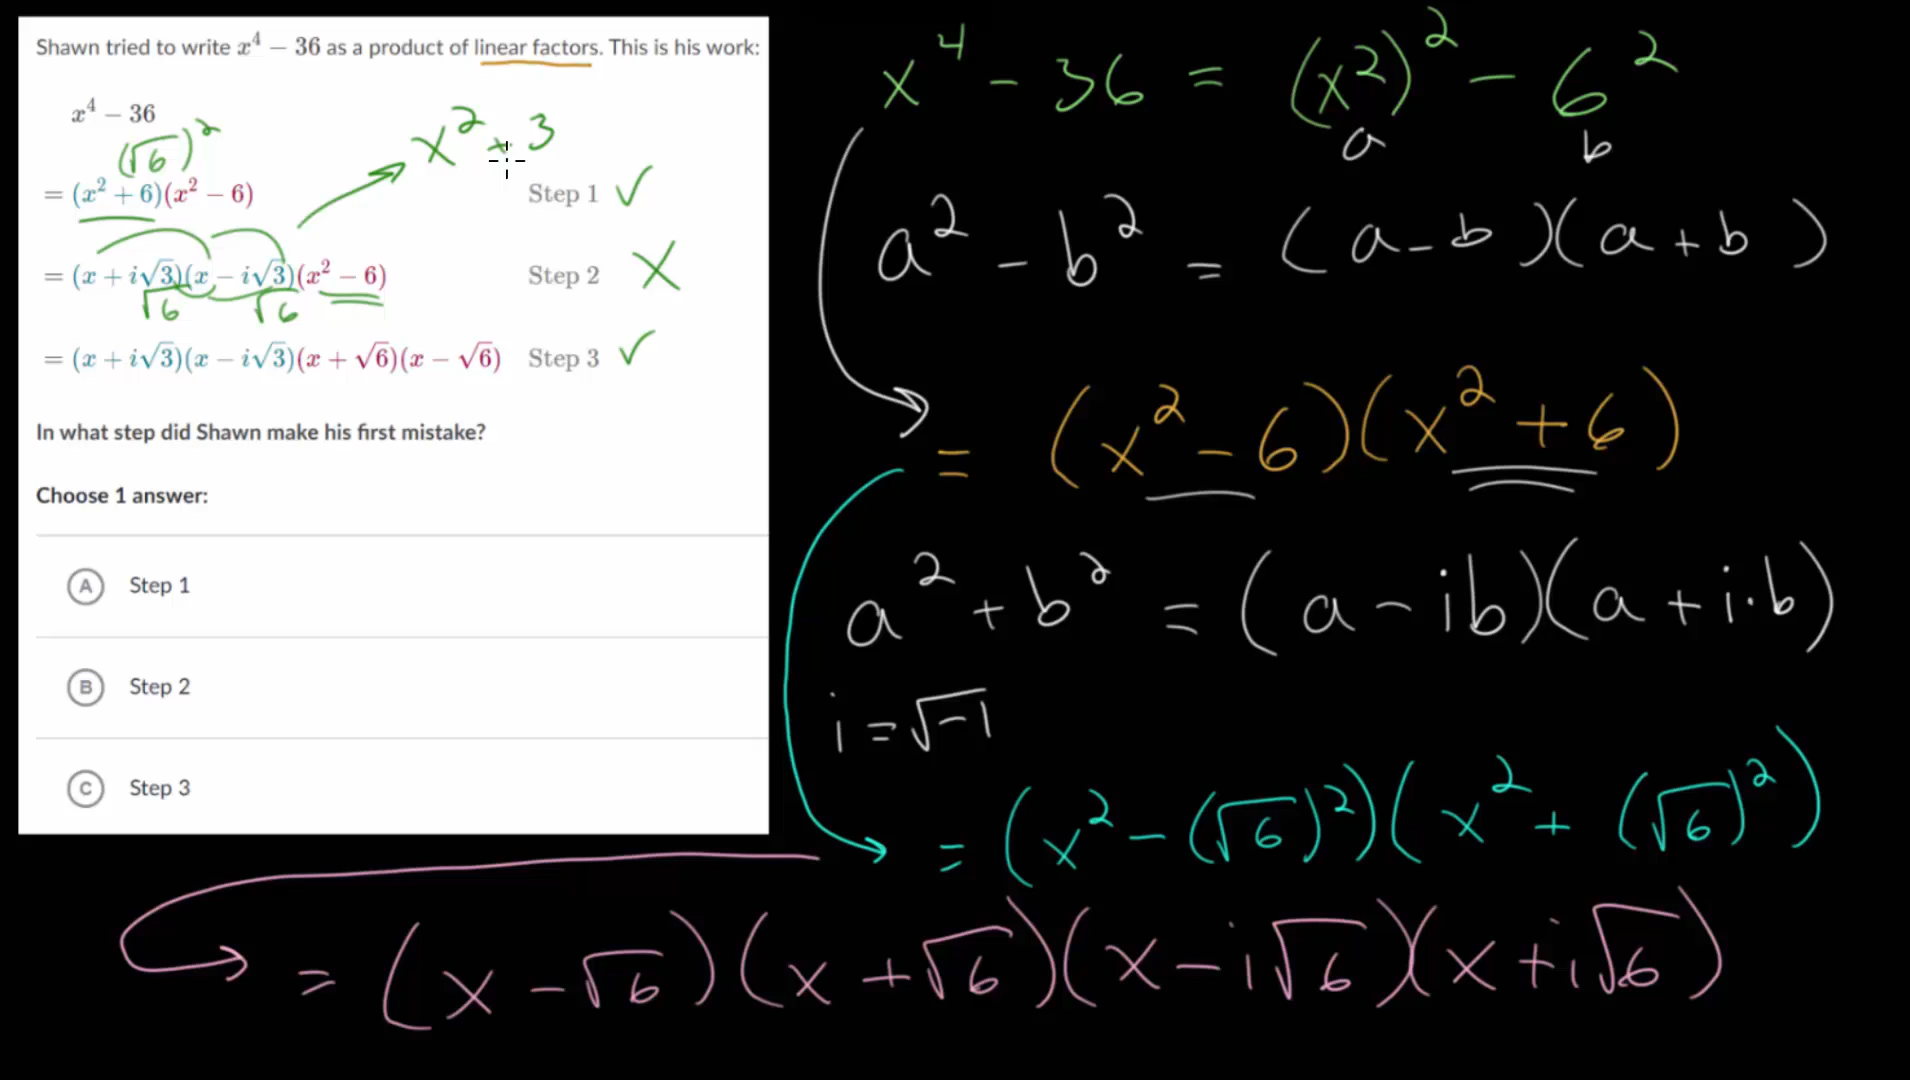 Shawn tried to write x⁴ − 36 as a product of linear factors. This is his work:
x⁴ − 36
(√6)²
x² + 3
= (x² + 6)(x² − 6) Step 1 ✓
= (x + i√3)(x − i√3)(x² − 6) Step 2 X
√6 √6
= (x + i√3)(x − i√3)(x + √6)(x − √6) Step 3 ✓
In what step did Shawn make his first mistake?
Choose 1 answer:
A Step 1
B Step 2
C Step 3
x⁴ − 36 = (x²)² − 6²
a b
a² − b² = (a − b)(a + b)
= (x² − 6)(x² + 6)
a² + b² = (a − ib)(a + i·b)
i = √−1
= (x² − (√6)²)(x² + (√6)²)
= (x − √6)(x + √6)(x − i√6)(x + i√6)